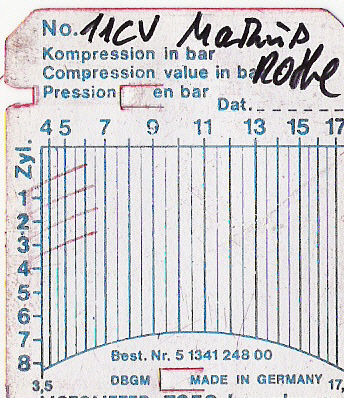 No. 11CV Mathis
Kompression in bar
Compression value in ba Rothe
Pression en bar
Dat.
4 5 7 9 11 13 15 17
Zyl.
1
2
3
4
5
6
7
8
Best. Nr. 5 1341 248 00
3,5 DBGM MADE IN GERMANY 17,